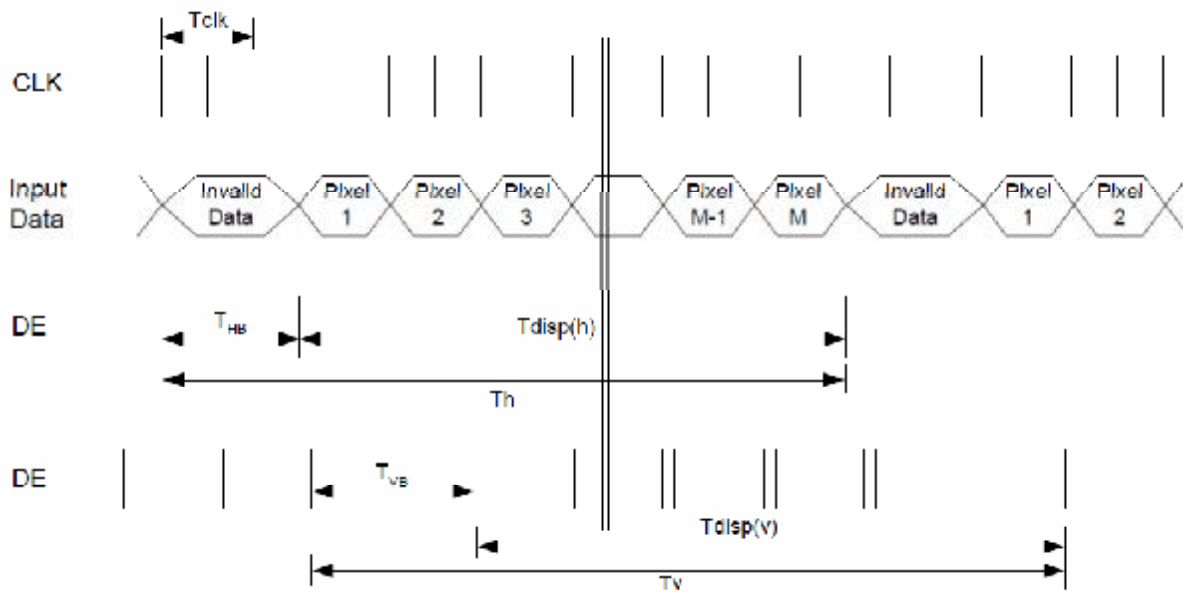 Tclk
CLK
Input
Data
Invalid
Data
Pixel
1
Pixel
2
Pixel
3
Pixel
M-1
Pixel
M
Invalid
Data
Pixel
1
Pixel
2
DE
THB
Tdisp(h)
Th
DE
TVB
Tdisp(v)
Tv